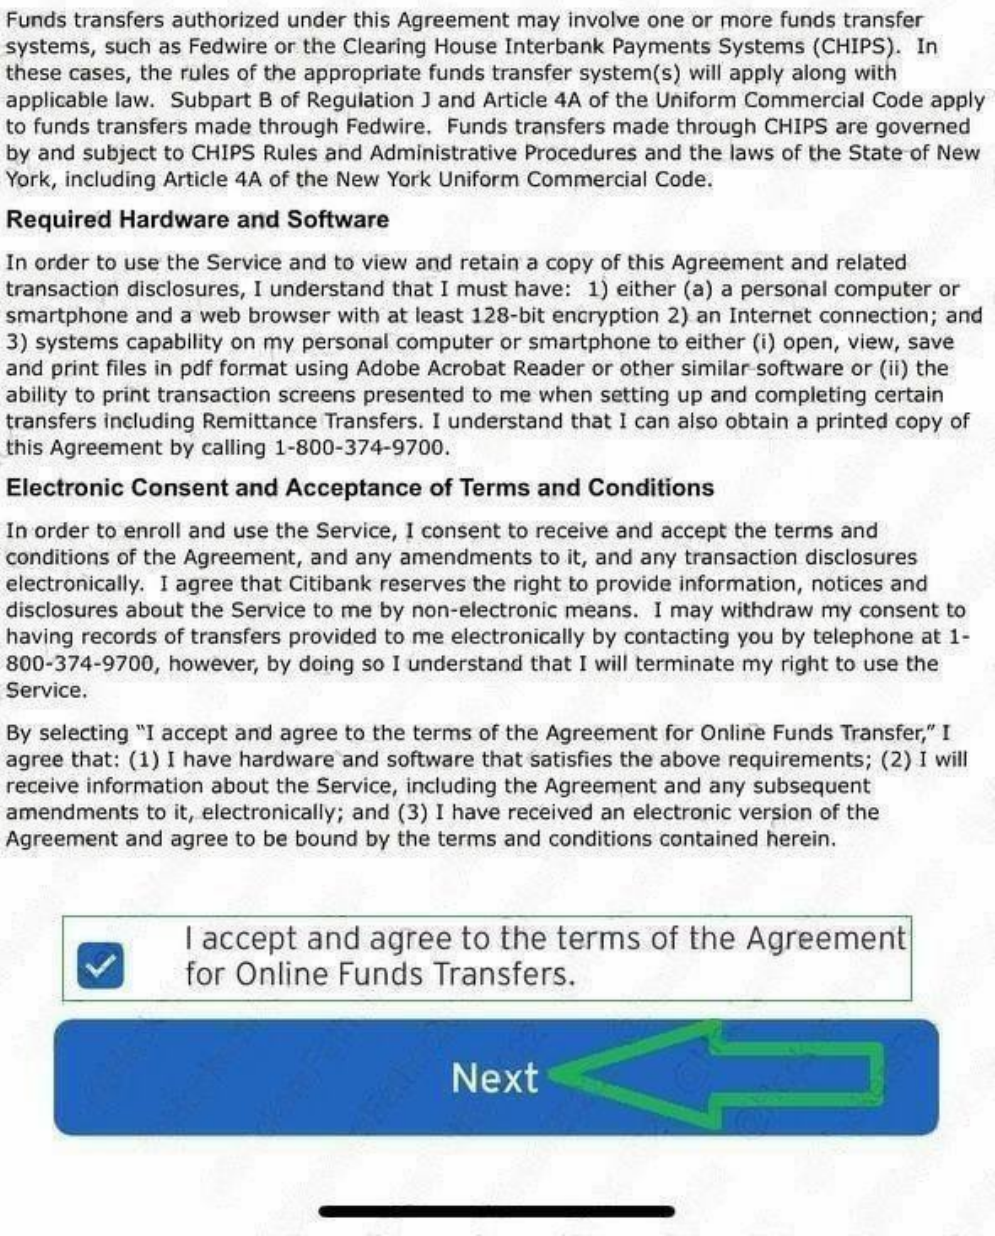 Funds transfers authorized under this Agreement may involve one or more funds transfer
systems, such as Fedwire or the Clearing House Interbank Payments Systems (CHIPS).  In
these cases, the rules of the appropriate funds transfer system(s) will apply along with
applicable law.  Subpart B of Regulation J and Article 4A of the Uniform Commercial Code apply
to funds transfers made through Fedwire.  Funds transfers made through CHIPS are governed
by and subject to CHIPS Rules and Administrative Procedures and the laws of the State of New
York, including Article 4A of the New York Uniform Commercial Code.
Required Hardware and Software
In order to use the Service and to view and retain a copy of this Agreement and related
transaction disclosures, I understand that I must have:  1) either (a) a personal computer or
smartphone and a web browser with at least 128-bit encryption 2) an Internet connection; and
3) systems capability on my personal computer or smartphone to either (i) open, view, save
and print files in pdf format using Adobe Acrobat Reader or other similar software or (ii) the
ability to print transaction screens presented to me when setting up and completing certain
transfers including Remittance Transfers. I understand that I can also obtain a printed copy of
this Agreement by calling 1-800-374-9700.
Electronic Consent and Acceptance of Terms and Conditions
In order to enroll and use the Service, I consent to receive and accept the terms and
conditions of the Agreement, and any amendments to it, and any transaction disclosures
electronically.  I agree that Citibank reserves the right to provide information, notices and
disclosures about the Service to me by non-electronic means.  I may withdraw my consent to
having records of transfers provided to me electronically by contacting you by telephone at 1-
800-374-9700, however, by doing so I understand that I will terminate my right to use the
Service.
By selecting “I accept and agree to the terms of the Agreement for Online Funds Transfer,” I
agree that: (1) I have hardware and software that satisfies the above requirements; (2) I will
receive information about the Service, including the Agreement and any subsequent
amendments to it, electronically; and (3) I have received an electronic version of the
Agreement and agree to be bound by the terms and conditions contained herein.
I accept and agree to the terms of the Agreement
for Online Funds Transfers.
Next